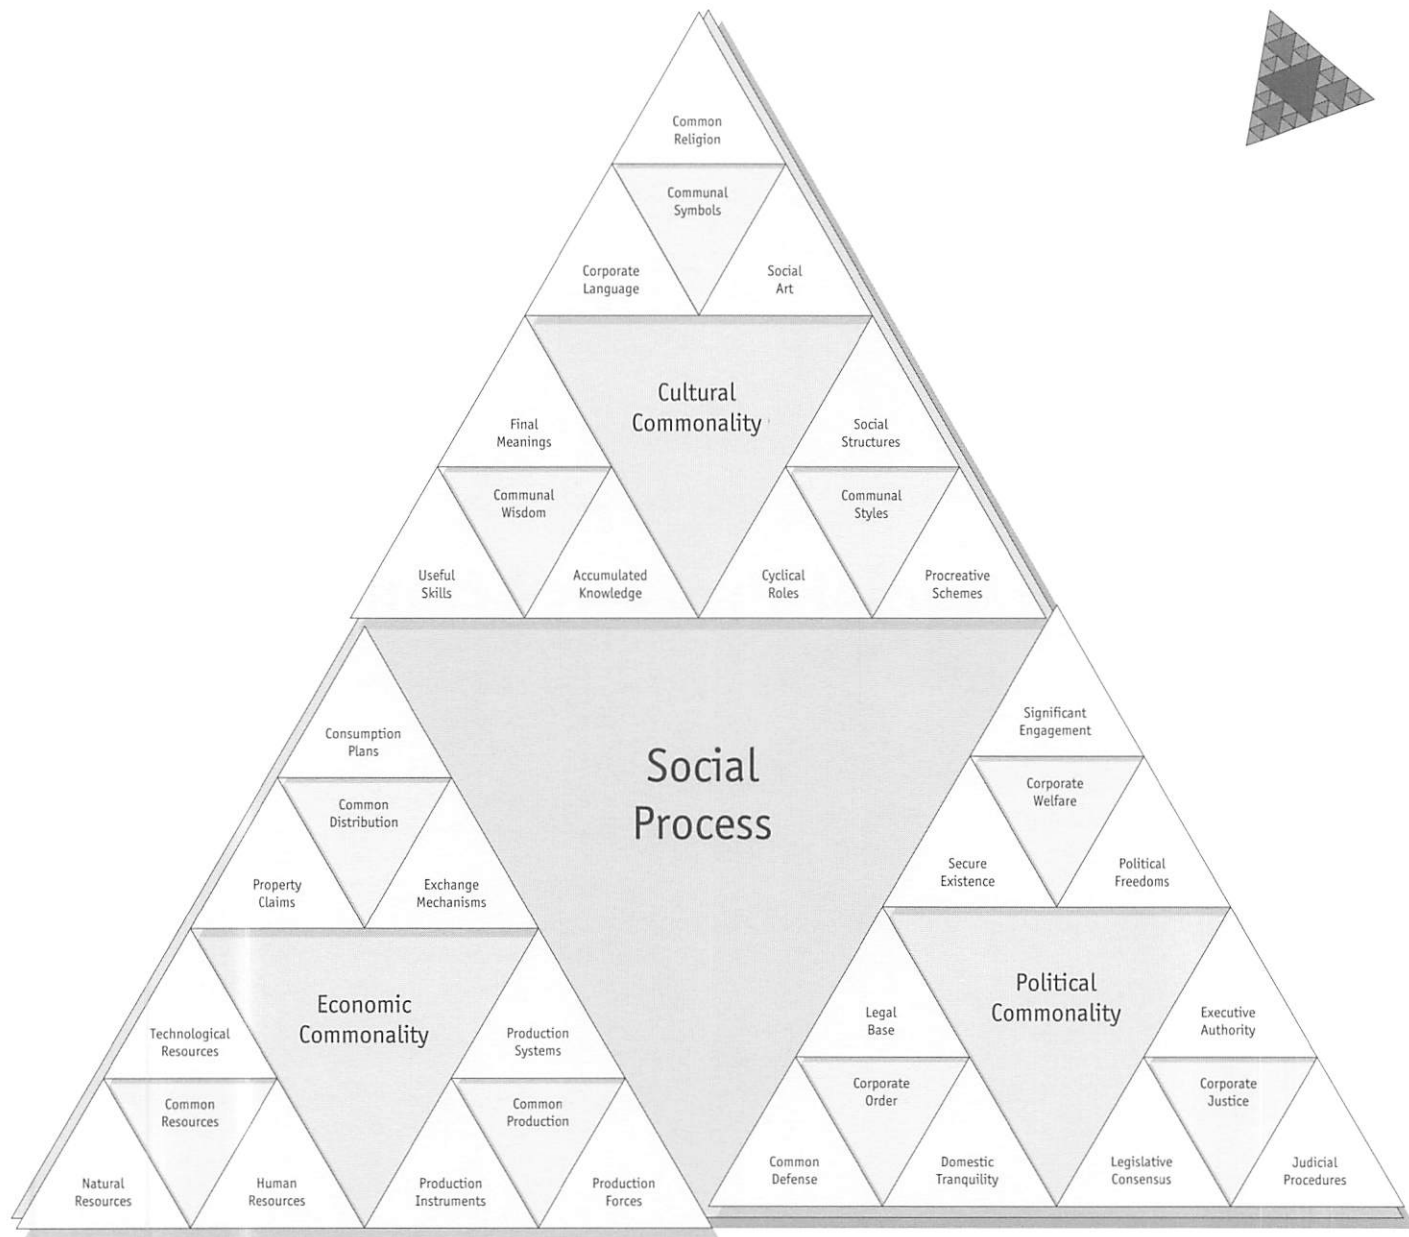 Common
Religion
Communal
Symbols
Corporate
Language
Social
Art
Cultural
Commonality
Final
Meanings
Social
Structures
Communal
Wisdom
Communal
Styles
Useful
Skills
Accumulated
Knowledge
Cyclical
Roles
Procreative
Schemes
Social
Process
Consumption
Plans
Common
Distribution
Property
Claims
Exchange
Mechanisms
Economic
Commonality
Technological
Resources
Production
Systems
Common
Resources
Common
Production
Natural
Resources
Human
Resources
Production
Instruments
Production
Forces
Significant
Engagement
Corporate
Welfare
Secure
Existence
Political
Freedoms
Political
Commonality
Legal
Base
Executive
Authority
Corporate
Order
Corporate
Justice
Common
Defense
Domestic
Tranquility
Legislative
Consensus
Judicial
Procedures